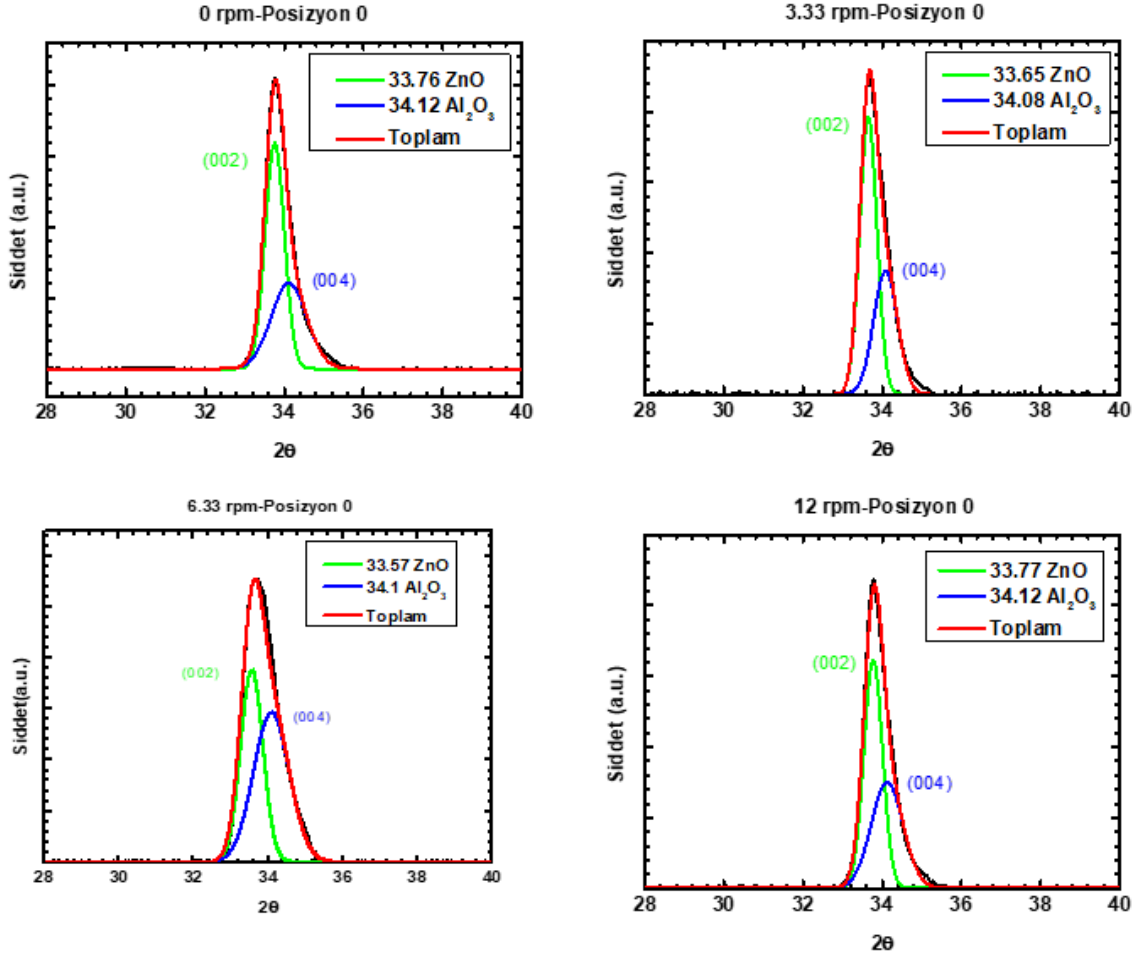 0 rpm-Posizyon 0
33.76 ZnO
34.12 Al₂O₃
Toplam
(002)
(004)
Siddet (a.u.)
28 30 32 34 36 38 40
2θ
3.33 rpm-Posizyon 0
33.65 ZnO
34.08 Al₂O₃
Toplam
(002)
(004)
Siddet (a.u.)
28 30 32 34 36 38 40
2θ
6.33 rpm-Posizyon 0
33.57 ZnO
34.1 Al₂O₃
Toplam
(002)
(004)
Siddet(a.u.)
28 30 32 34 36 38 40
2θ
12 rpm-Posizyon 0
33.77 ZnO
34.12 Al₂O₃
Toplam
(002)
(004)
Siddet (a.u.)
28 30 32 34 36 38 40
2θ